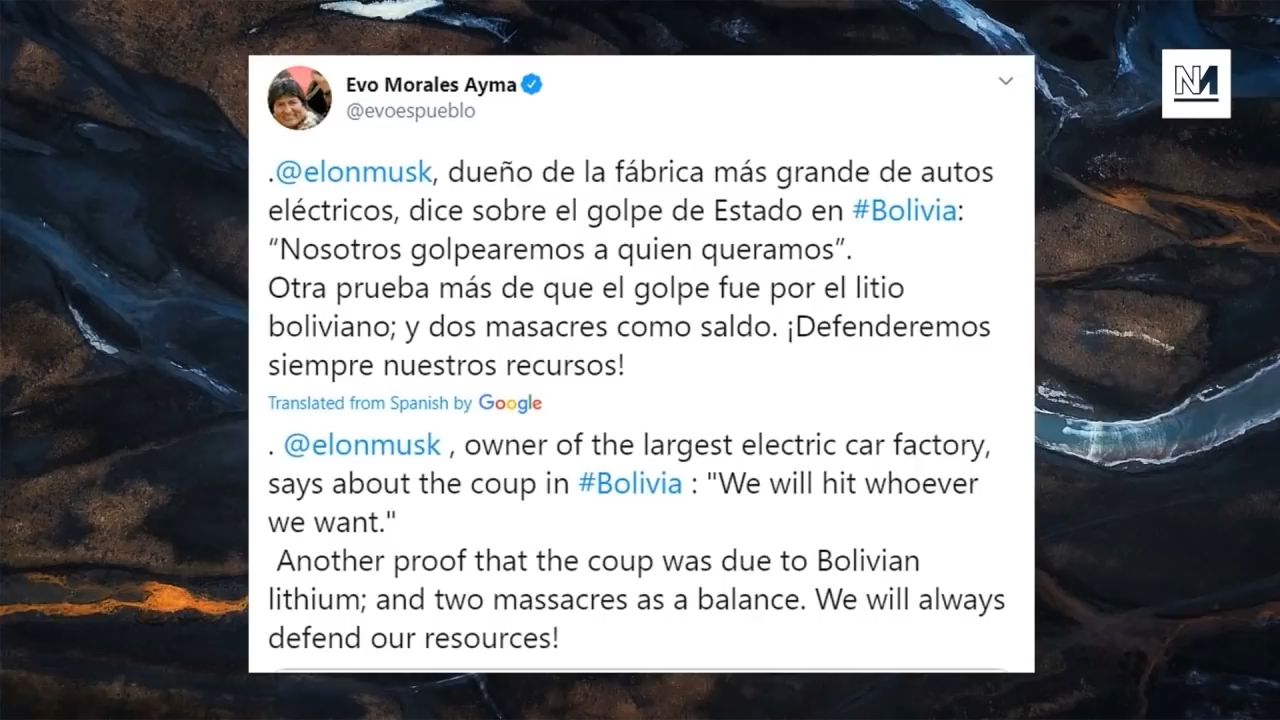 Evo Morales Ayma
@evoespueblo
.@elonmusk, dueño de la fábrica más grande de autos
eléctricos, dice sobre el golpe de Estado en #Bolivia:
“Nosotros golpearemos a quien queramos”.
Otra prueba más de que el golpe fue por el litio
boliviano; y dos masacres como saldo. ¡Defenderemos
siempre nuestros recursos!
Translated from Spanish by Google
. @elonmusk , owner of the largest electric car factory,
says about the coup in #Bolivia : "We will hit whoever
we want."
Another proof that the coup was due to Bolivian
lithium; and two massacres as a balance. We will always
defend our resources!
NM